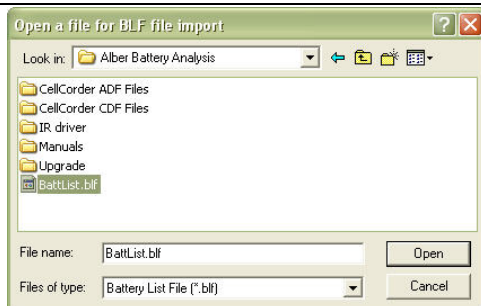 Open a file for BLF file import
Look in: Alber Battery Analysis
CellCorder ADF Files
CellCorder CDF Files
IR driver
Manuals
Upgrade
BattList.blf
File name: BattList.blf Open
Files of type: Battery List File (*.blf) Cancel